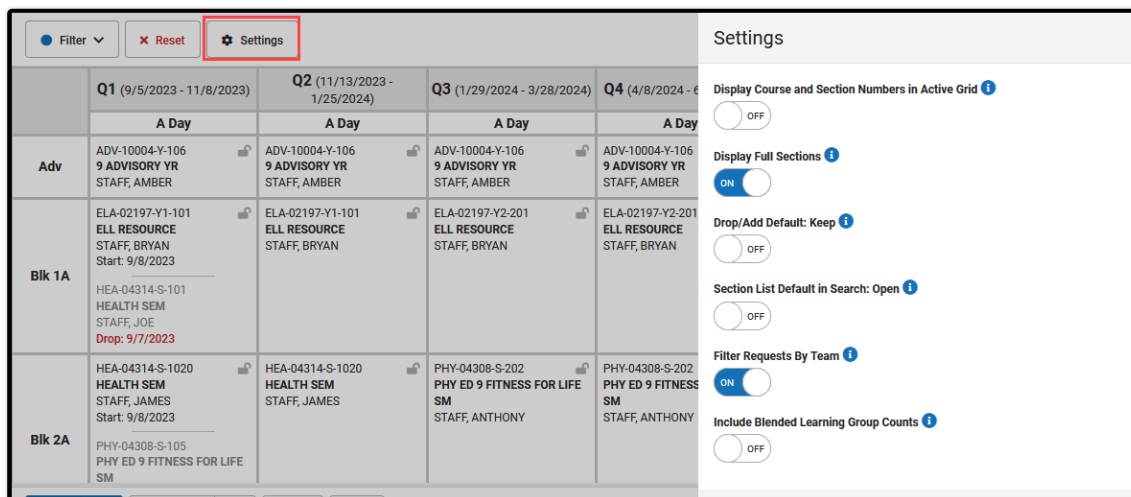 Filter
Reset
Settings
Settings
Q1 (9/5/2023 - 11/8/2023)
Q2 (11/13/2023 -
1/25/2024)
Q3 (1/29/2024 - 3/28/2024)
Q4 (4/8/2024 -
A Day
A Day
A Day
A Day
Adv
ADV-10004-Y-106
9 ADVISORY YR
STAFF, AMBER
ADV-10004-Y-106
9 ADVISORY YR
STAFF, AMBER
ADV-10004-Y-106
9 ADVISORY YR
STAFF, AMBER
ADV-10004-Y-106
9 ADVISORY YR
STAFF, AMBER
Blk 1A
ELA-02197-Y1-101
ELL RESOURCE
STAFF, BRYAN
Start: 9/8/2023
HEA-04314-S-101
HEALTH SEM
STAFF, JOE
Drop: 9/7/2023
ELA-02197-Y1-101
ELL RESOURCE
STAFF, BRYAN
ELA-02197-Y2-201
ELL RESOURCE
STAFF, BRYAN
ELA-02197-Y2-201
ELL RESOURCE
STAFF, BRYAN
Blk 2A
HEA-04314-S-1020
HEALTH SEM
STAFF, JAMES
Start: 9/8/2023
PHY-04308-S-105
PHY ED 9 FITNESS FOR LIFE
SM
HEA-04314-S-1020
HEALTH SEM
STAFF, JAMES
PHY-04308-S-202
PHY ED 9 FITNESS FOR LIFE
SM
STAFF, ANTHONY
PHY-04308-S-202
PHY ED 9 FITNESS
SM
STAFF, ANTHONY
Display Course and Section Numbers in Active Grid
OFF
Display Full Sections
ON
Drop/Add Default: Keep
OFF
Section List Default in Search: Open
OFF
Filter Requests By Team
ON
Include Blended Learning Group Counts
OFF